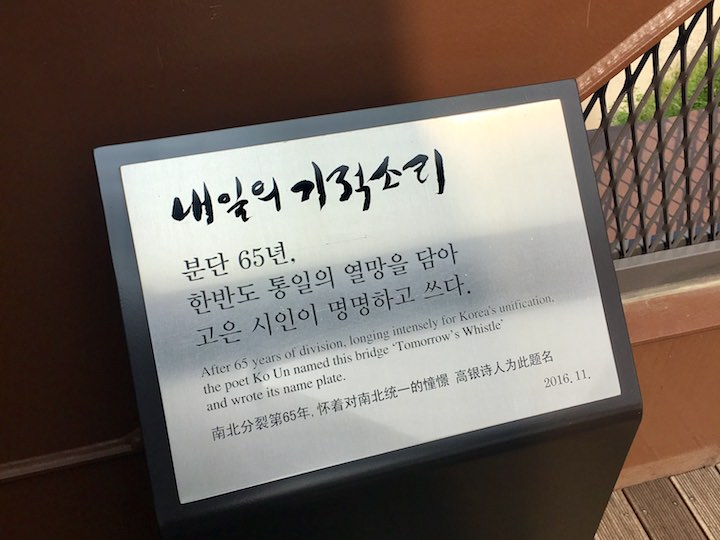 내일의 기적소리
분단 65년.
한반도 통일의 열망을 담아
고은 시인이 명명하고 쓰다.
After 65 years of division, longing intensely for Korea's unification,
the poet Ko Un named this bridge ‘Tomorrow’s Whistle’
and wrote its name plate.
南北分裂第65年, 怀着对南北统一的憧憬 高银诗人为此题名
2016. 11.